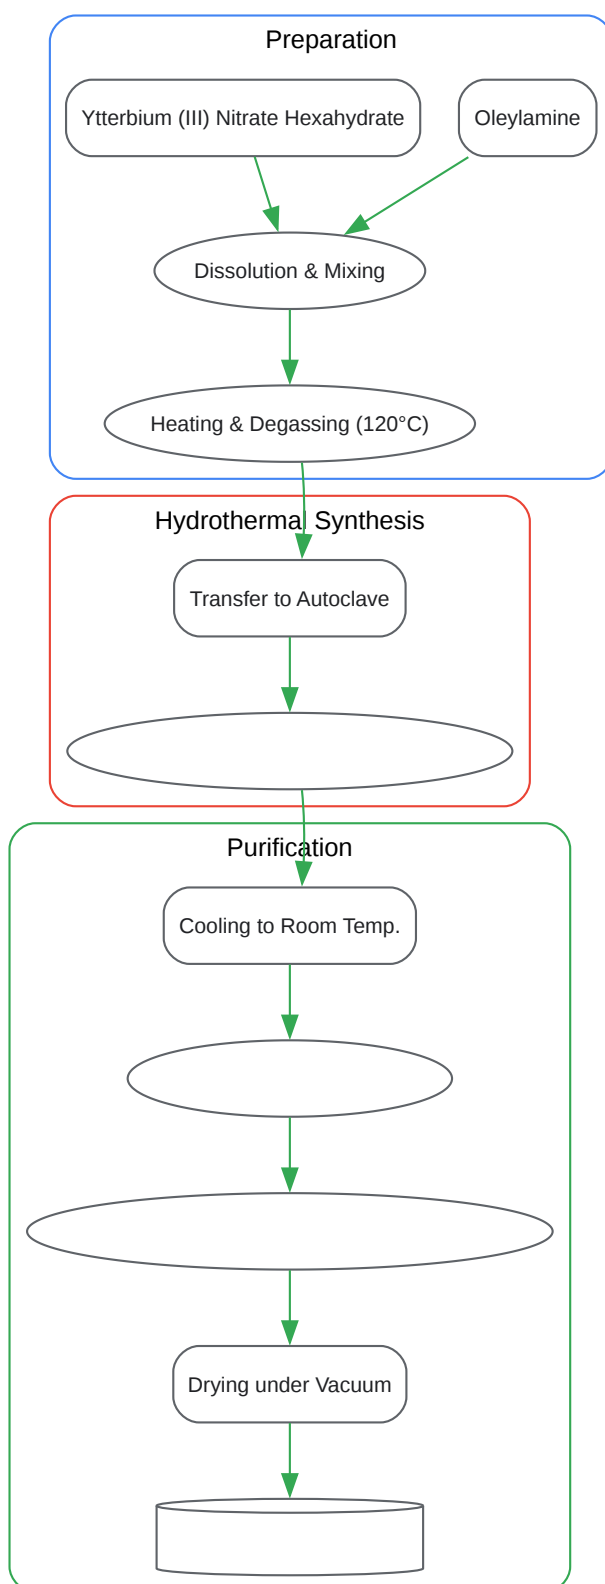 Preparation
Ytterbium (III) Nitrate Hexahydrate
Oleylamine
Dissolution & Mixing
Heating & Degassing (120°C)
Hydrothermal Synthesis
Transfer to Autoclave
Purification
Cooling to Room Temp.
Drying under Vacuum